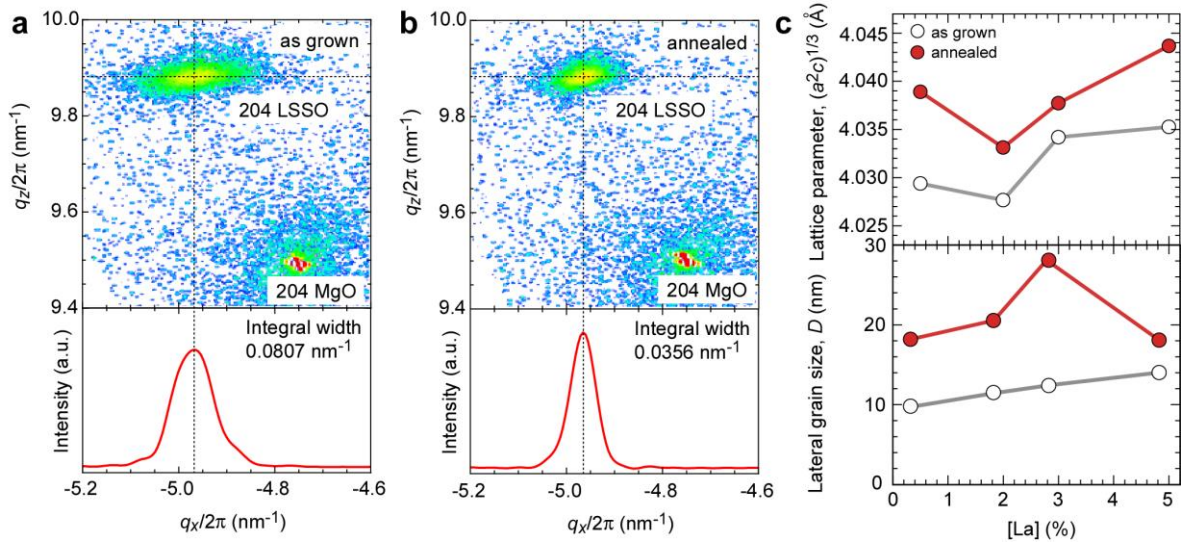 a
as grown
204 LSSO
204 MgO
10.0
9.8
9.6
9.4
q_z/2π (nm⁻¹)
Integral width
0.0807 nm⁻¹
Intensity (a.u.)
-5.2 -5.0 -4.8 -4.6
q_x/2π (nm⁻¹)
b
annealed
204 LSSO
204 MgO
10.0
9.8
9.6
9.4
q_z/2π (nm⁻¹)
Integral width
0.0356 nm⁻¹
Intensity (a.u.)
-5.2 -5.0 -4.8 -4.6
q_x/2π (nm⁻¹)
c
as grown
annealed
4.045
4.040
4.035
4.030
4.025
Lattice parameter, (a²c)¹/³ (Å)
30
20
10
0
Lateral grain size, D (nm)
0 1 2 3 4 5
[La] (%)